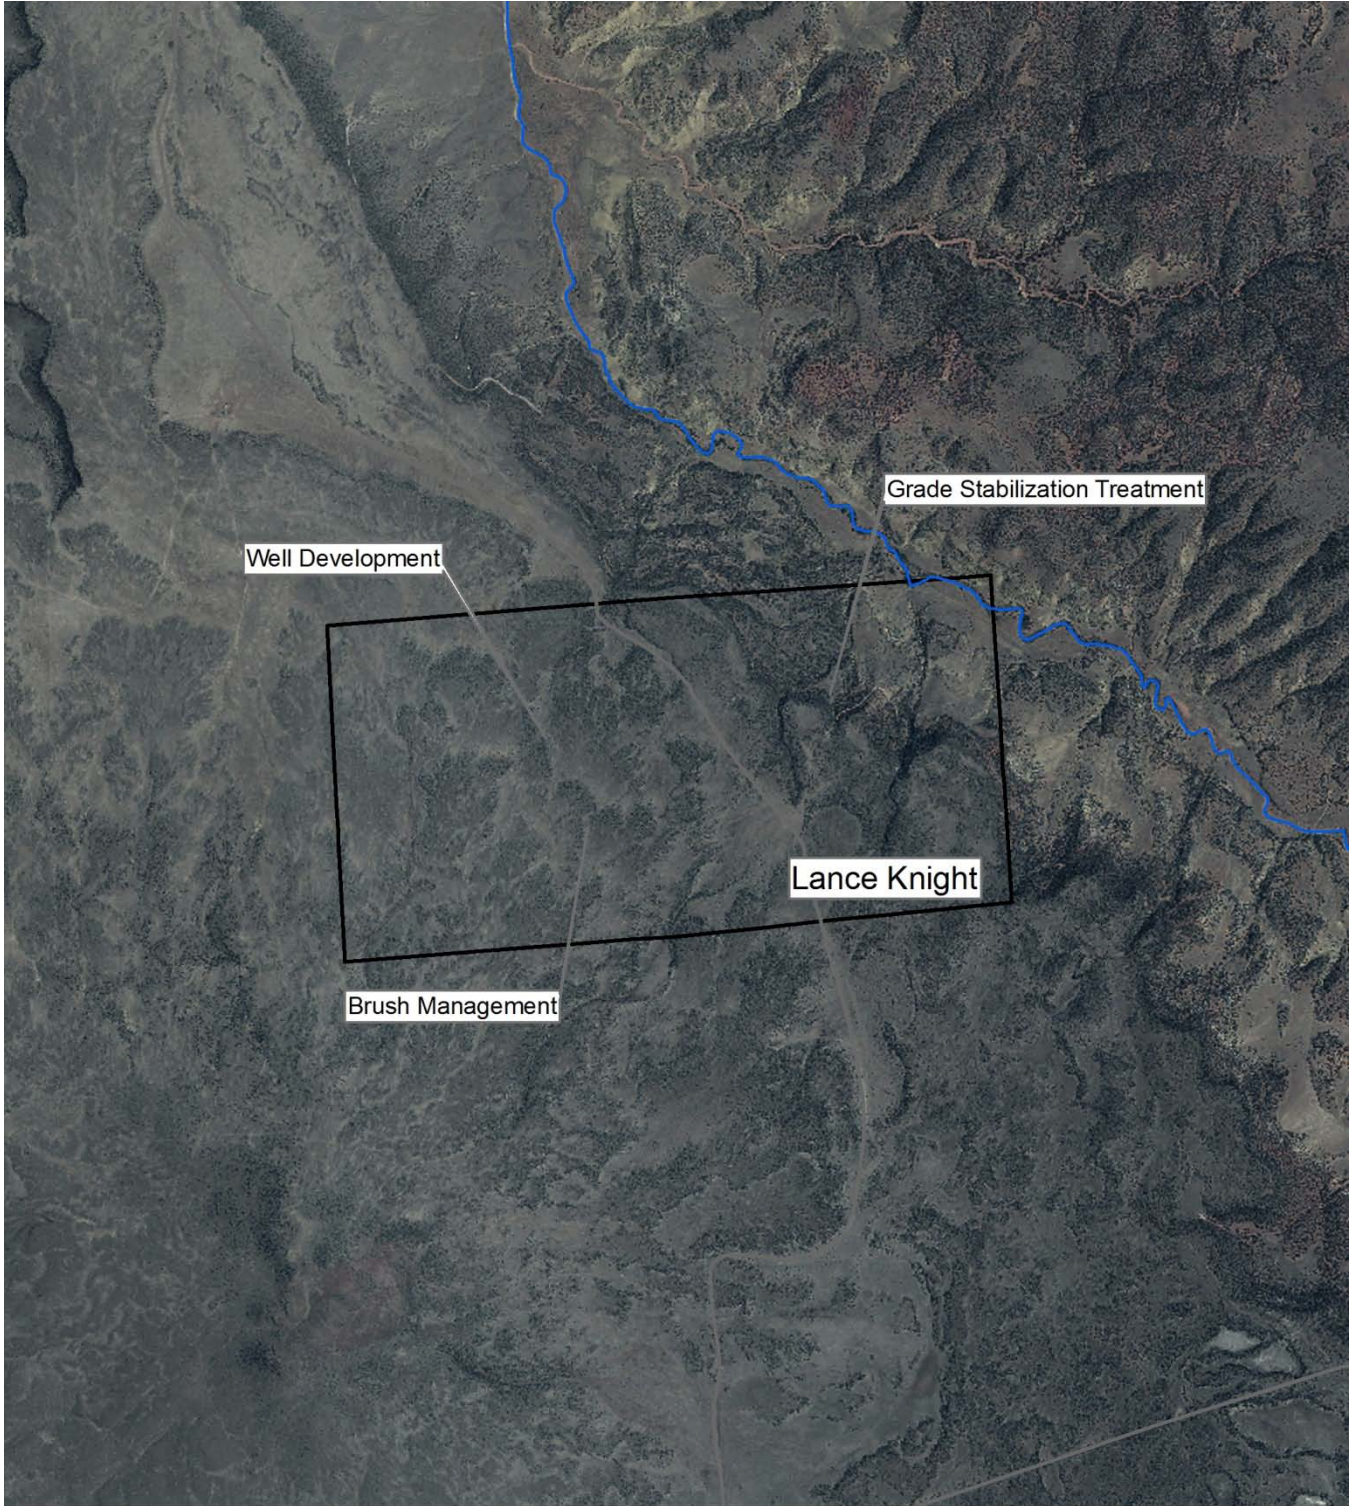 Grade Stabilization Treatment
Well Development
Lance Knight
Brush Management